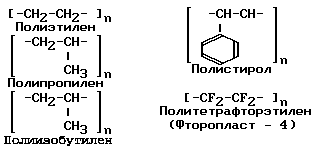 [-CH2-CH2- ]n
Полиэтилен
[-CH2-CH- ]n
CH3
Полипропилен
[-CH2-CH- ]n
CH3
Полиизобутилен
[-CH-CH- ]n
Полистирол
[-CF2-CF2- ]n
Политетрафторэтилен
(Фторопласт - 4)